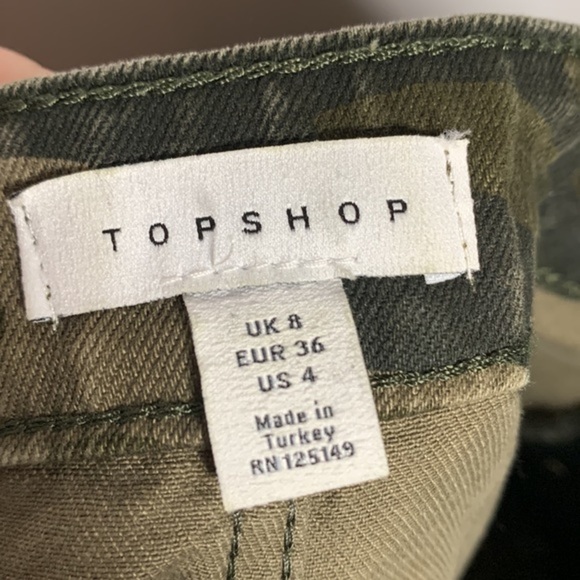 TOPSHOP
UK 8
EUR 36
US 4
Made in
Turkey
RN125149